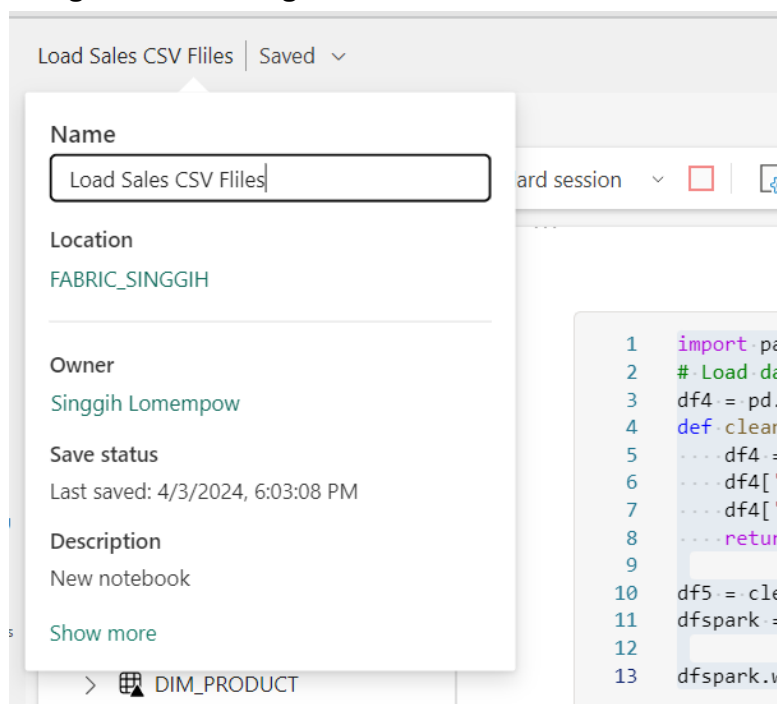 Load Sales CSV Fliles Saved
Name
Load Sales CSV Fliles
Location
FABRIC_SINGGIH
Owner
Singgih Lomempow
Save status
Last saved: 4/3/2024, 6:03:08 PM
Description
New notebook
Show more
DIM_PRODUCT
ard session
1 import pa
2 # Load da
3 df4 = pd.
4 def clean
5 df4 =
6 df4['
7 df4['
8 retur
9
10 df5 = cle
11 dfspark =
12
13 dfspark.w